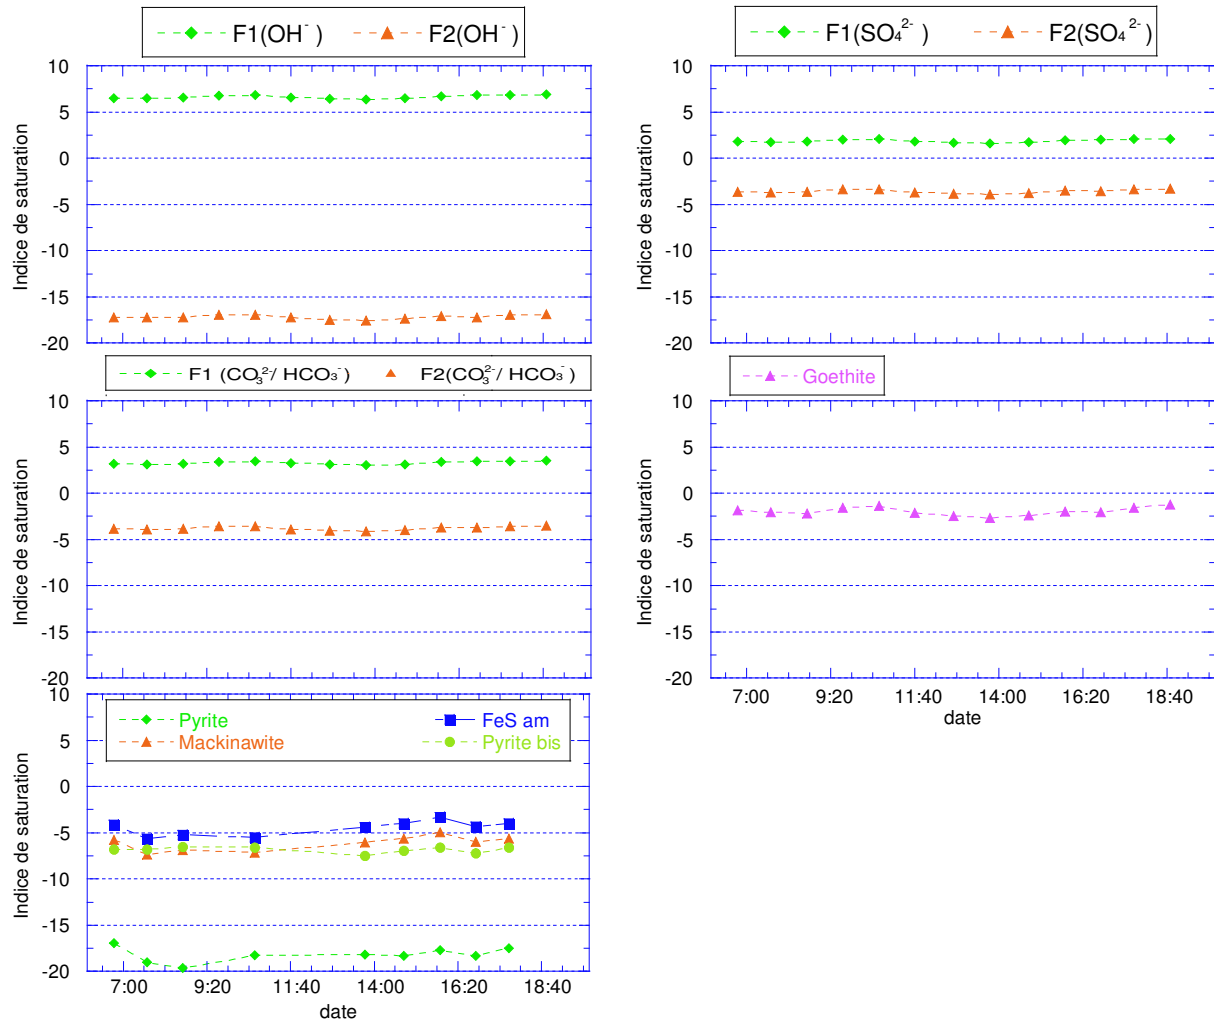 F1(OH⁻) F2(OH⁻)
Indice de saturation
10
5
0
-5
-10
-15
-20
F1(SO₄²⁻) F2(SO₄²⁻)
Indice de saturation
10
5
0
-5
-10
-15
-20
F1 (CO₃²⁻/ HCO₃⁻) F2(CO₃²⁻/ HCO₃⁻)
Indice de saturation
10
5
0
-5
-10
-15
-20
Goethite
Indice de saturation
10
5
0
-5
-10
-15
-20
7:00 9:20 11:40 14:00 16:20 18:40
date
Pyrite FeS am
Mackinawite Pyrite bis
Indice de saturation
10
5
0
-5
-10
-15
-20
7:00 9:20 11:40 14:00 16:20 18:40
date